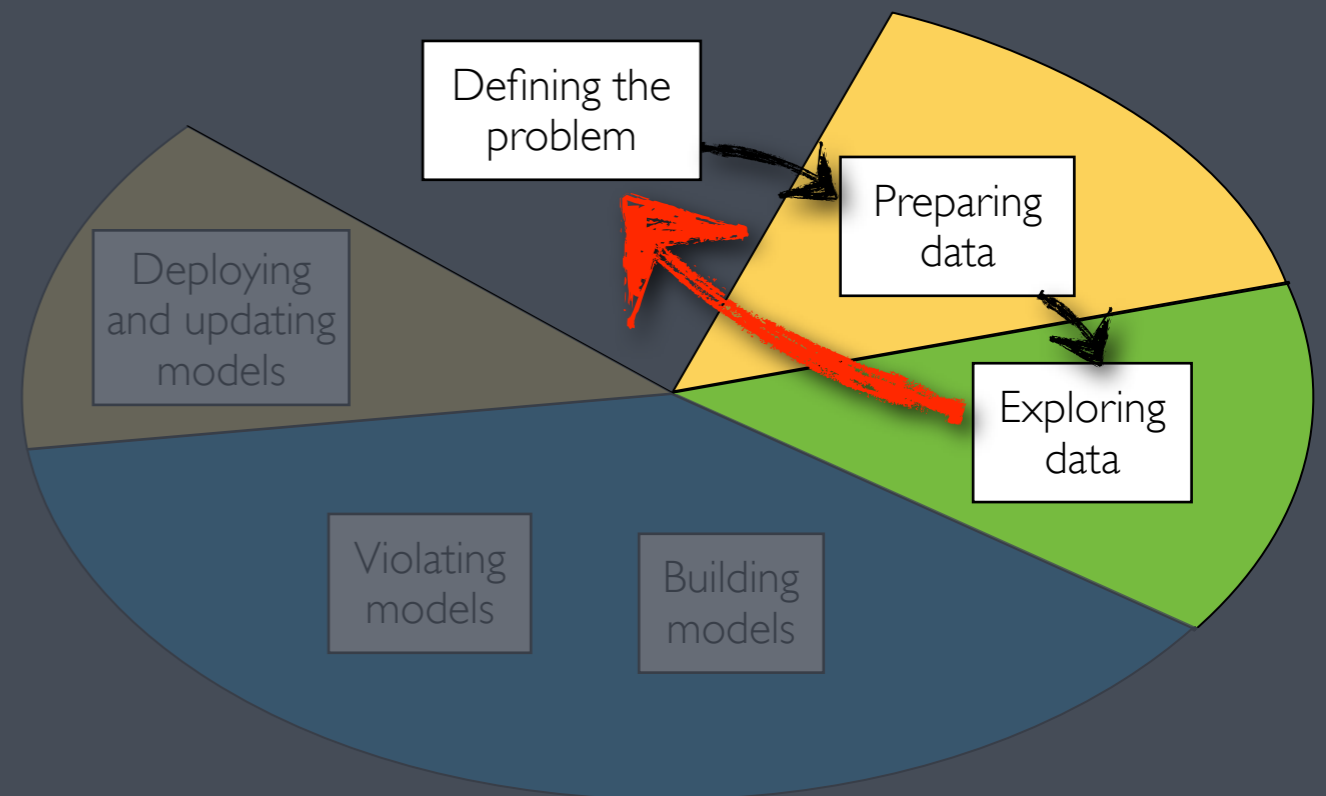 Defining the
problem
Preparing
data
Exploring
data
Building
models
Violating
models
Deploying
and updating
models